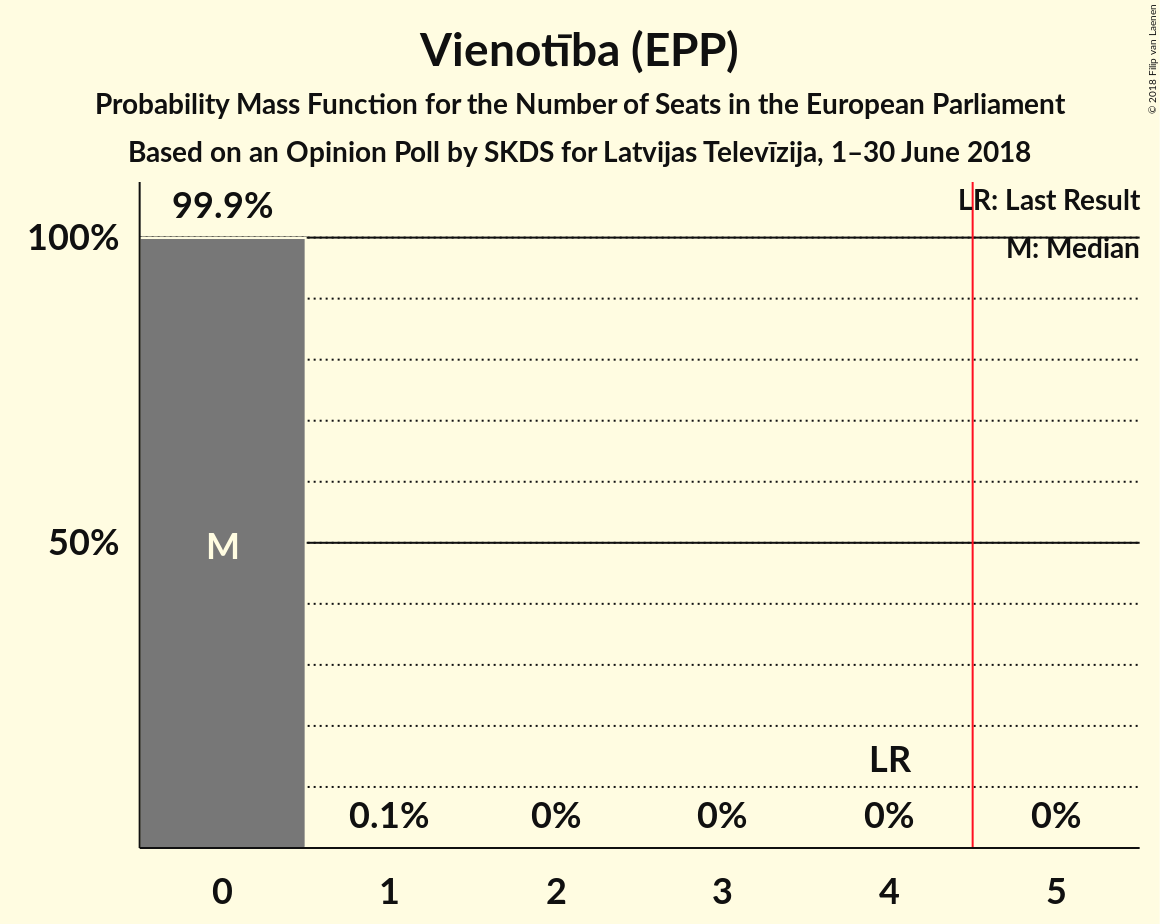 Vienotība (EPP)
Probability Mass Function for the Number of Seats in the European Parliament
Based on an Opinion Poll by SKDS for Latvijas Televīzija, 1–30 June 2018
© 2018 Filip van Laenen
99.9%
LR: Last Result
100%
M: Median
50%
M
LR
0.1% 0% 0% 0% 0%
0 1 2 3 4 5